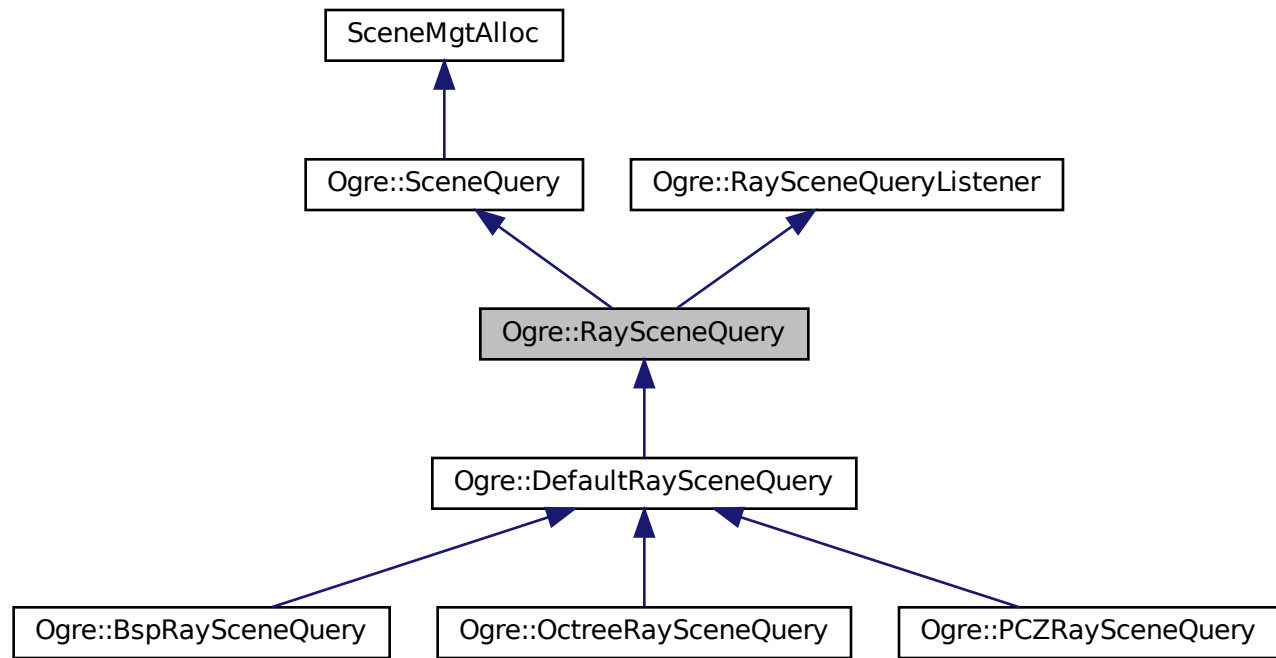 SceneMgtAlloc
Ogre::SceneQuery
Ogre::RaySceneQueryListener
Ogre::RaySceneQuery
Ogre::DefaultRaySceneQuery
Ogre::BspRaySceneQuery
Ogre::OctreeRaySceneQuery
Ogre::PCZRaySceneQuery